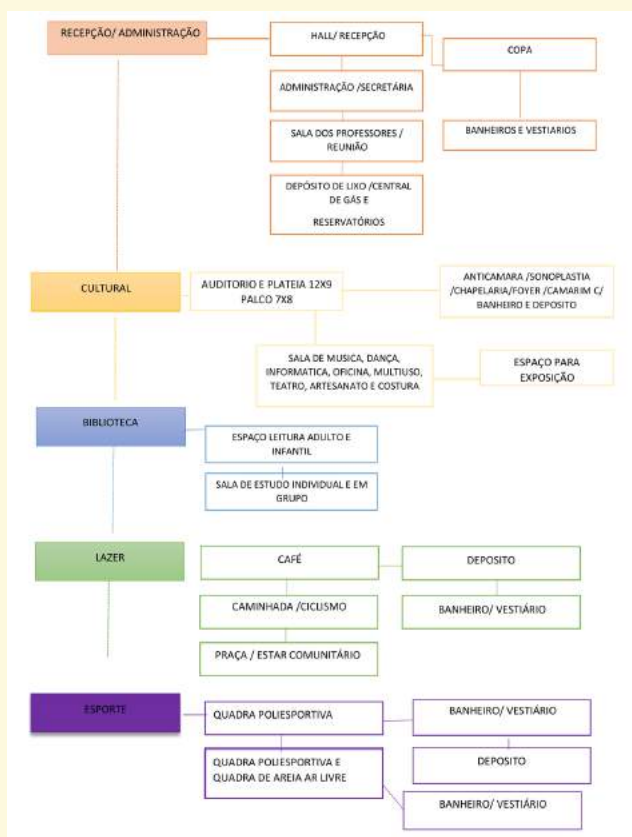 RECEPÇÃO/ ADMINISTRAÇÃO
HALL/ RECEPÇÃO
COPA
ADMINISTRAÇÃO /SECRETÁRIA
SALA DOS PROFESSORES /
REUNIÃO
BANHEIROS E VESTIARIOS
DEPÓSITO DE LIXO /CENTRAL
DE GÁS E
RESERVATÓRIOS
CULTURAL
AUDITORIO E PLATEIA 12X9
PALCO 7X8
ANTICAMARA /SONOPLASTIA
/CHAPELARIA/FOYER /CAMARIM C/
BANHEIRO E DEPOSITO
SALA DE MUSICA, DANÇA,
INFORMATICA, OFICINA, MULTIUSO,
TEATRO, ARTESANATO E COSTURA
ESPAÇO PARA
EXPOSIÇÃO
BIBLIOTECA
ESPAÇO LEITURA ADULTO E
INFANTIL
SALA DE ESTUDO INDIVIDUAL E EM
GRUPO
LAZER
CAFÉ
DEPOSITO
CAMINHADA /CICLISMO
BANHEIRO/ VESTIÁRIO
PRAÇA / ESTAR COMUNITÁRIO
ESPORTE
QUADRA POLIESPORTIVA
BANHEIRO/ VESTIÁRIO
QUADRA POLIESPORTIVA E
QUADRA DE AREIA AR LIVRE
DEPOSITO
BANHEIRO/ VESTIÁRIO